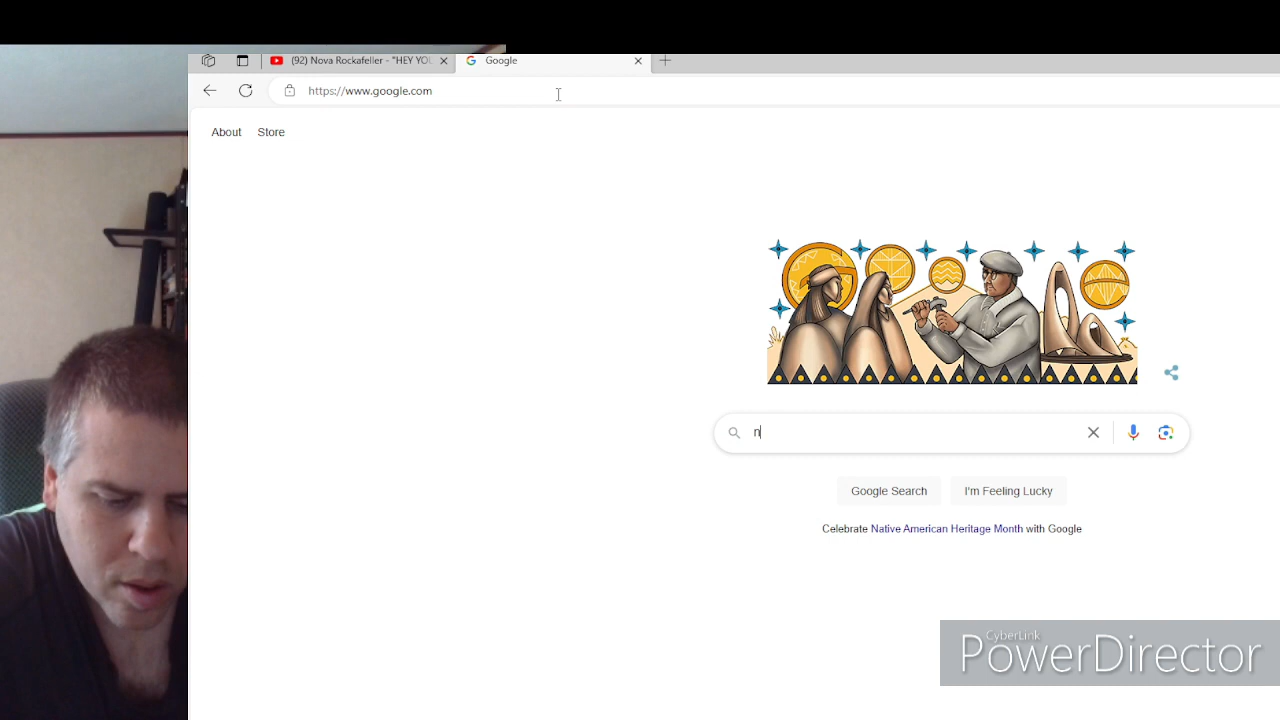 (92) Nova Rockafeller - "HEY YOU
Google
https://www.google.com
About Store
n
Google Search
I'm Feeling Lucky
Celebrate Native American Heritage Month with Google
CyberLink
PowerDirector